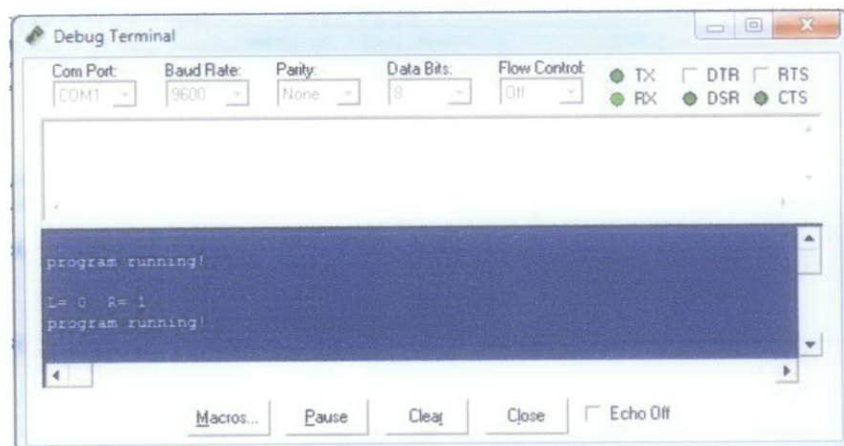 Debug Terminal
Com Port: Baud Rate: Parity: Data Bits: Flow Control: TX DTR RTS
COM1 9600 None 8 Off RX DSR CTS
program running!
L= 0 R= 1
program running!
Macros... Pause Clear Close Echo Off